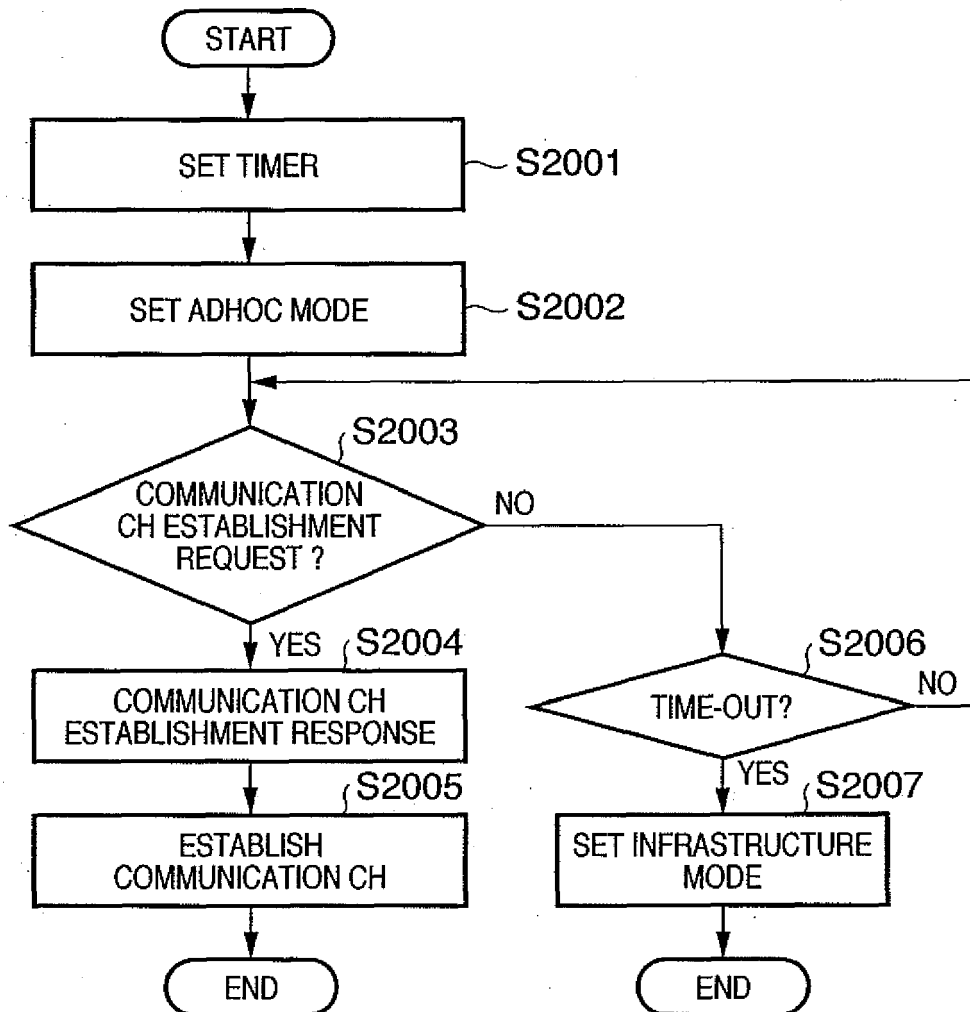 START
SET TIMER
S2001
SET ADHOC MODE
S2002
S2003
COMMUNICATION
CH ESTABLISHMENT
REQUEST ?
NO
YES
S2004
COMMUNICATION CH
ESTABLISHMENT RESPONSE
S2005
ESTABLISH
COMMUNICATION CH
END
S2006
TIME-OUT?
NO
YES
S2007
SET INFRASTRUCTURE
MODE
END